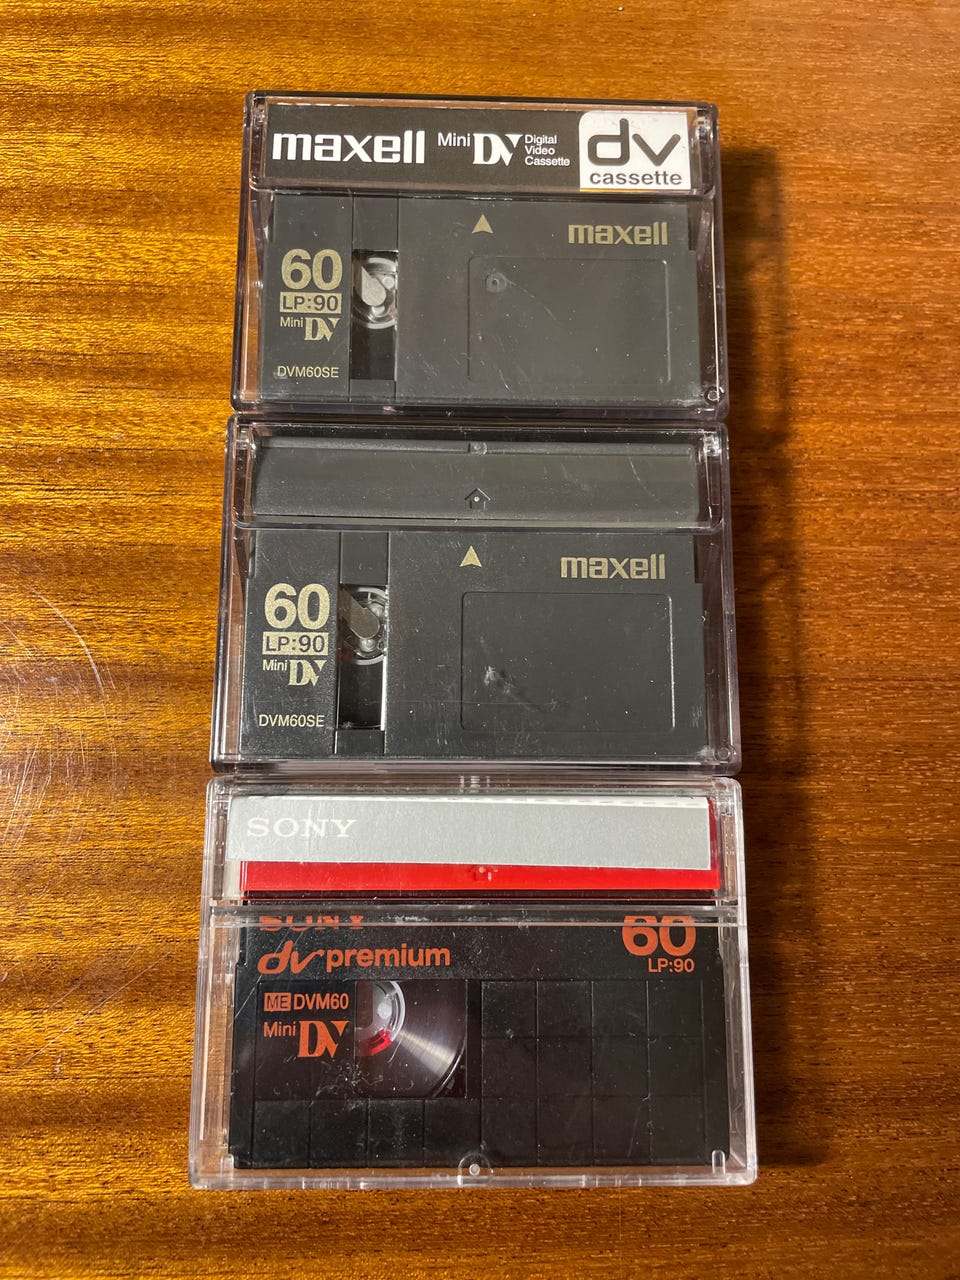 maxell Mini DV Digital Video Cassette
dv cassette
maxell
60
LP:90
Mini DV
DVM60SE
maxell
60
LP:90
Mini DV
DVM60SE
SONY
SONY 60
dv premium LP:90
ME DVM60
Mini DV